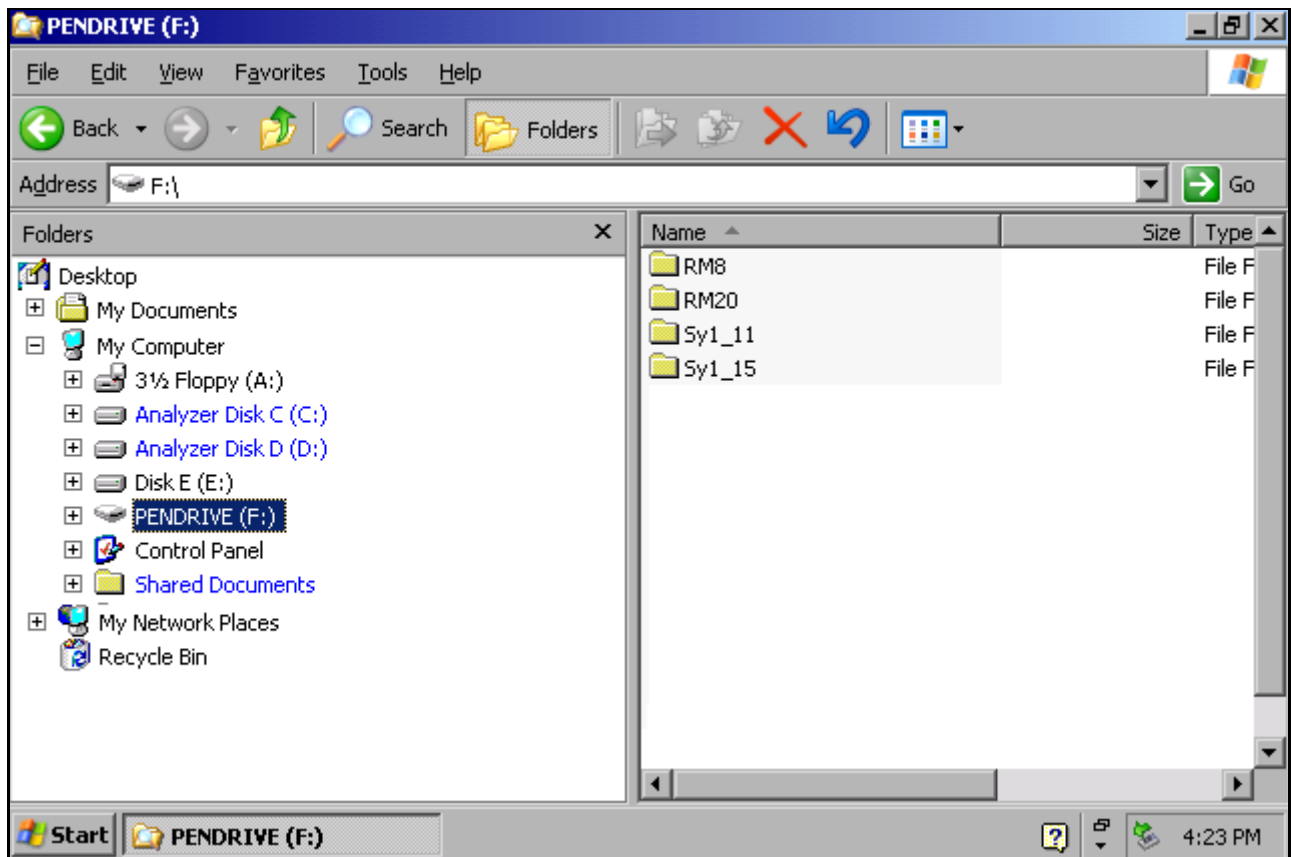 PENDRIVE (F:)
File Edit View Favorites Tools Help
Back Search Folders
Address F:\ Go
Folders
Desktop
My Documents
My Computer
3½ Floppy (A:)
Analyzer Disk C (C:)
Analyzer Disk D (D:)
Disk E (E:)
PENDRIVE (F:)
Control Panel
Shared Documents
My Network Places
Recycle Bin
Name Size Type
RM8 File F
RM20 File F
Sy1_11 File F
Sy1_15 File F
Start PENDRIVE (F:) 4:23 PM